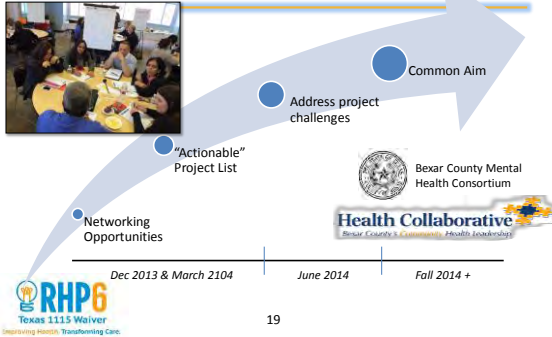 Common Aim
Address project
challenges
"Actionable"
Project List
Networking
Opportunities
Bexar County Mental
Health Consortium
Health Collaborative
Bexar County's Community Health Leadership
Dec 2013 & March 2104
June 2014
Fall 2014 +
RHP6
Texas 1115 Waiver
Improving Health. Transforming Care.
19